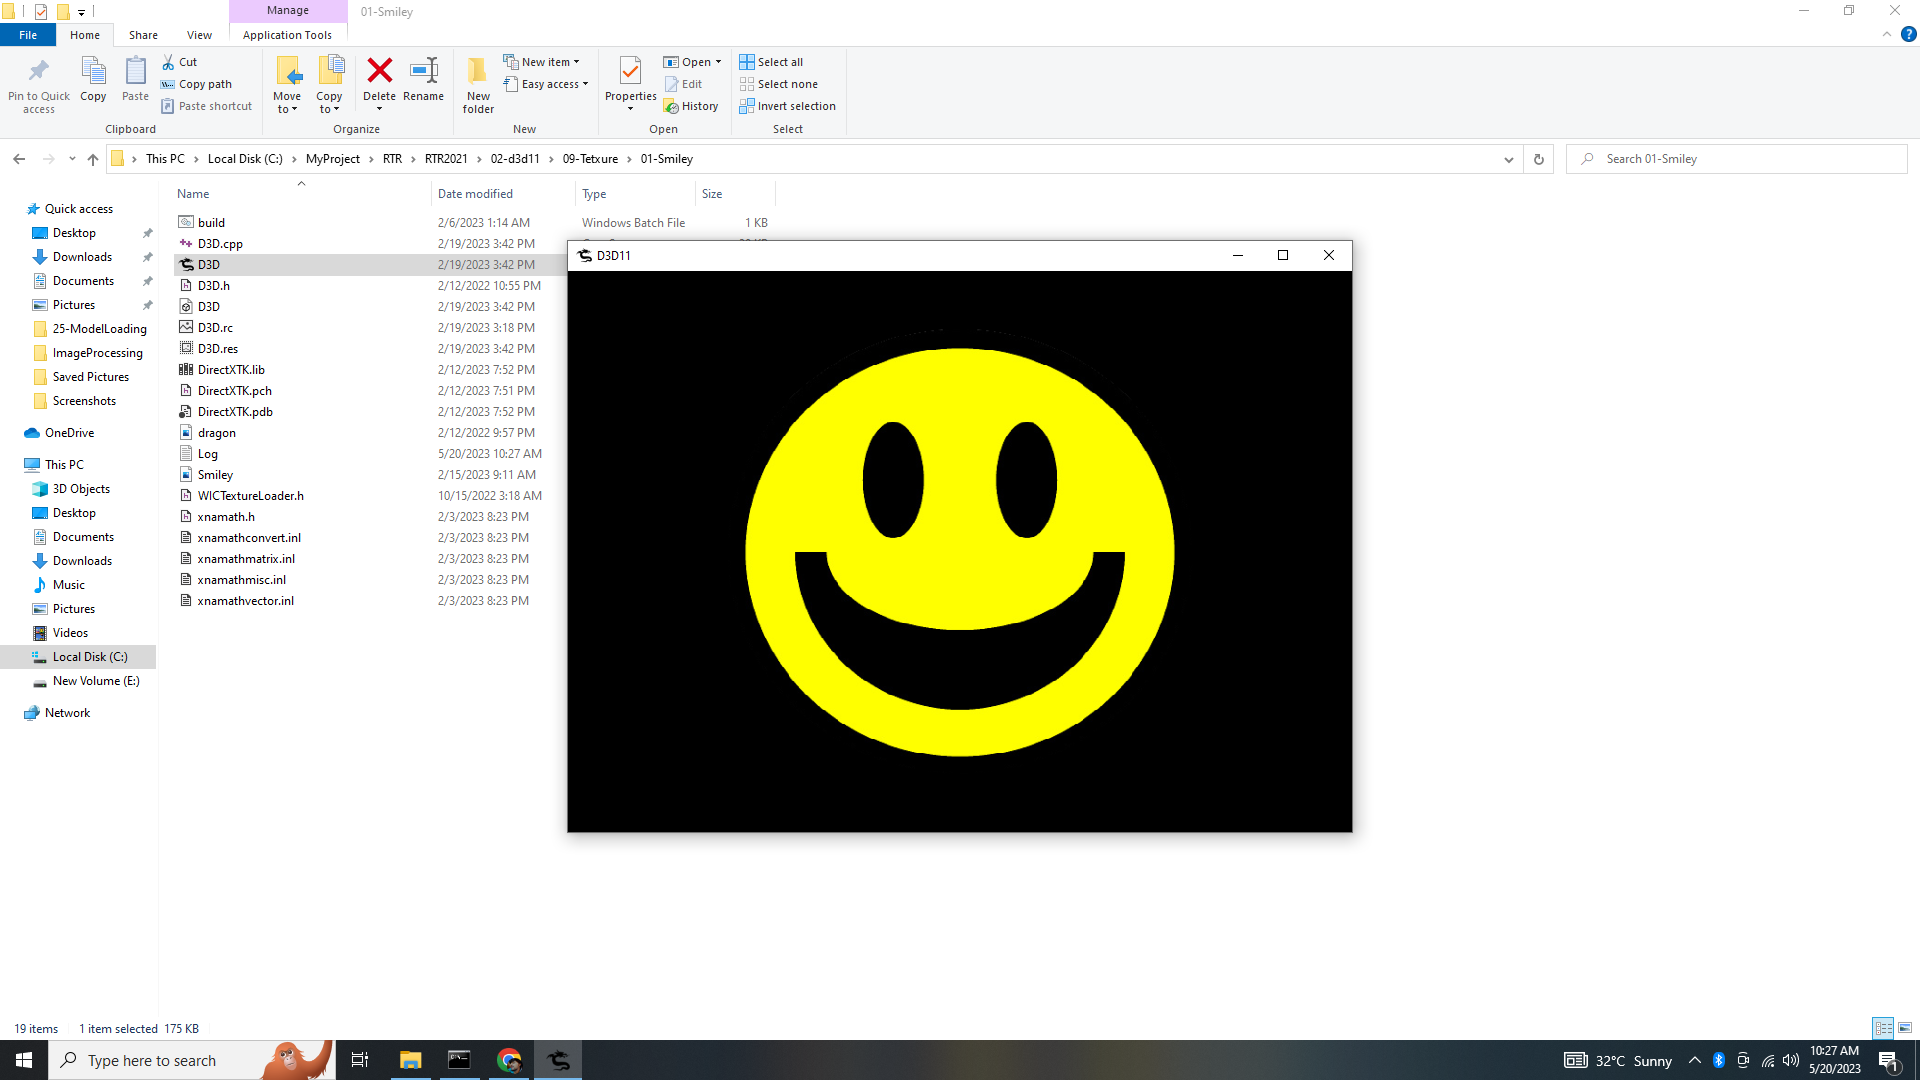 Manage
01-Smiley
File
Home
Share
View
Application Tools
Pin to Quick access
Copy
Paste
Cut
Copy path
Paste shortcut
Clipboard
Move to
Copy to
Delete
Rename
Organize
New folder
New item
Easy access
New
Properties
Open
Edit
History
Open
Select all
Select none
Invert selection
Select
This PC > Local Disk (C:) > MyProject > RTR > RTR2021 > 02-d3d11 > 09-Tetxure > 01-Smiley
Search 01-Smiley
Name Date modified Type Size
build 2/6/2023 1:14 AM Windows Batch File 1 KB
D3D.cpp 2/19/2023 3:42 PM
D3D 2/19/2023 3:42 PM
D3D.h 2/12/2022 10:55 PM
D3D 2/19/2023 3:42 PM
D3D.rc 2/19/2023 3:18 PM
D3D.res 2/19/2023 3:42 PM
DirectXTK.lib 2/12/2023 7:52 PM
DirectXTK.pch 2/12/2023 7:51 PM
DirectXTK.pdb 2/12/2023 7:52 PM
dragon 2/12/2022 9:57 PM
Log 5/20/2023 10:27 AM
Smiley 2/15/2023 9:11 AM
WICTextureLoader.h 10/15/2022 3:18 AM
xnamath.h 2/3/2023 8:23 PM
xnamathconvert.inl 2/3/2023 8:23 PM
xnamathmatrix.inl 2/3/2023 8:23 PM
xnamathmisc.inl 2/3/2023 8:23 PM
xnamathvector.inl 2/3/2023 8:23 PM
Quick access
Desktop
Downloads
Documents
Pictures
25-ModelLoading
ImageProcessing
Saved Pictures
Screenshots
OneDrive
This PC
3D Objects
Desktop
Documents
Downloads
Music
Pictures
Videos
Local Disk (C:)
New Volume (E:)
Network
D3D11
19 items 1 item selected 175 KB
Type here to search
32°C Sunny
10:27 AM
5/20/2023
1